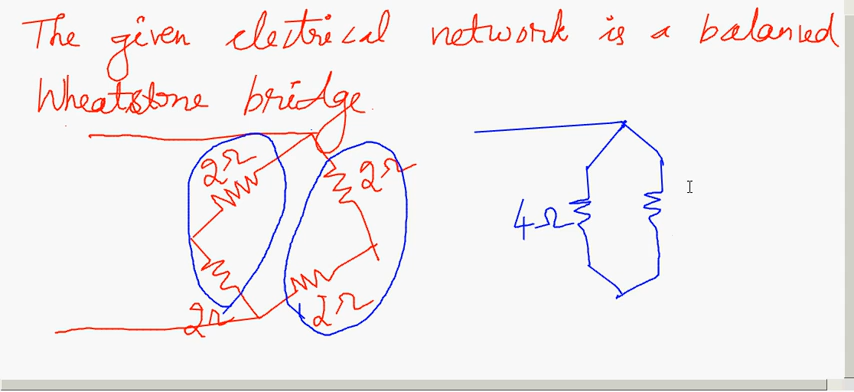 The given electrical network is a balanced
Wheatstone bridge
2Ω 2Ω
4Ω
2Ω 2Ω